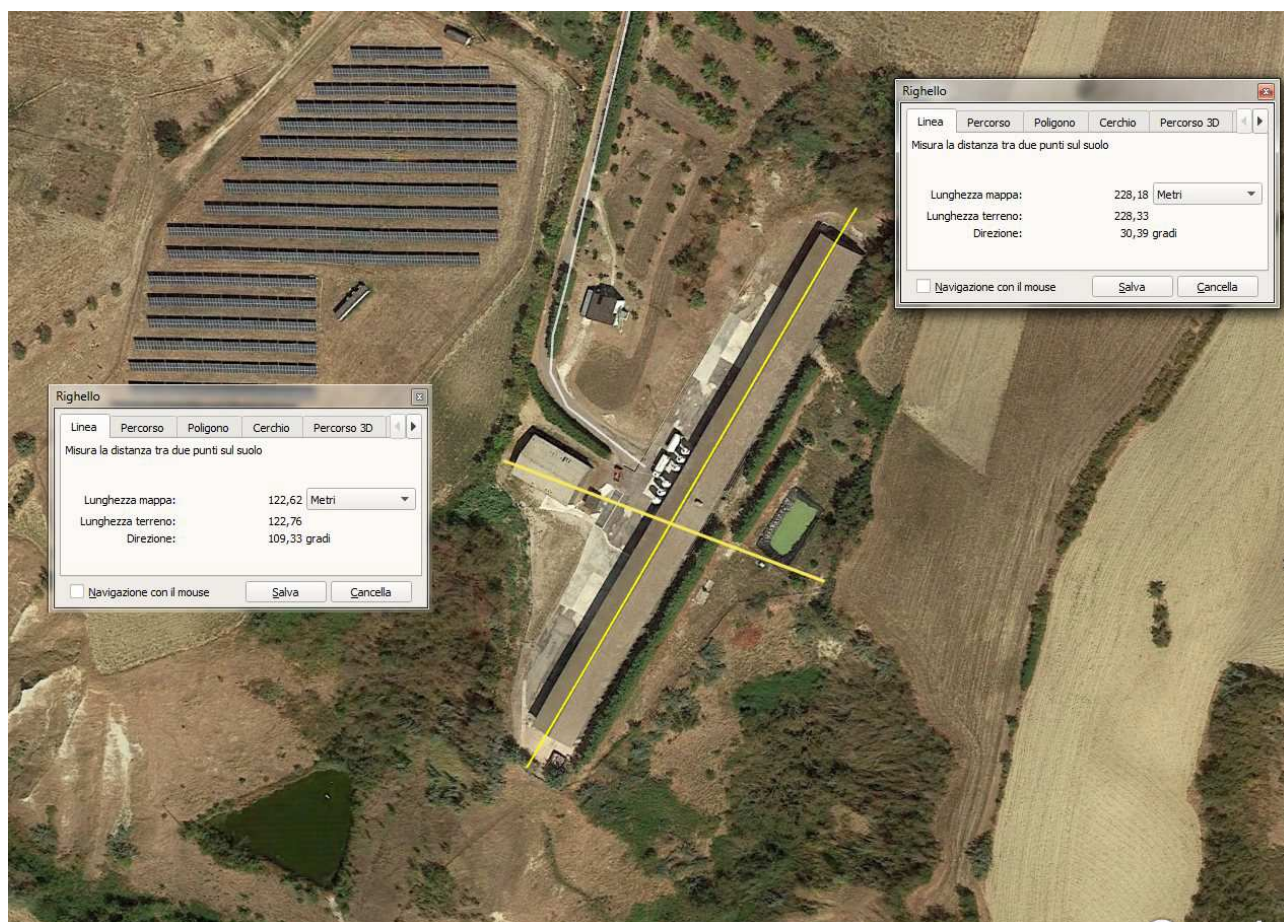 Righello
Linea Percorso Poligono Cerchio Percorso 3D
Misura la distanza tra due punti sul suolo
Lunghezza mappa: 228,18 Metri
Lunghezza terreno: 228,33
Direzione: 30,39 gradi
Navigazione con il mouse Salva Cancella
Righello
Linea Percorso Poligono Cerchio Percorso 3D
Misura la distanza tra due punti sul suolo
Lunghezza mappa: 122,62 Metri
Lunghezza terreno: 122,76
Direzione: 109,33 gradi
Navigazione con il mouse Salva Cancella